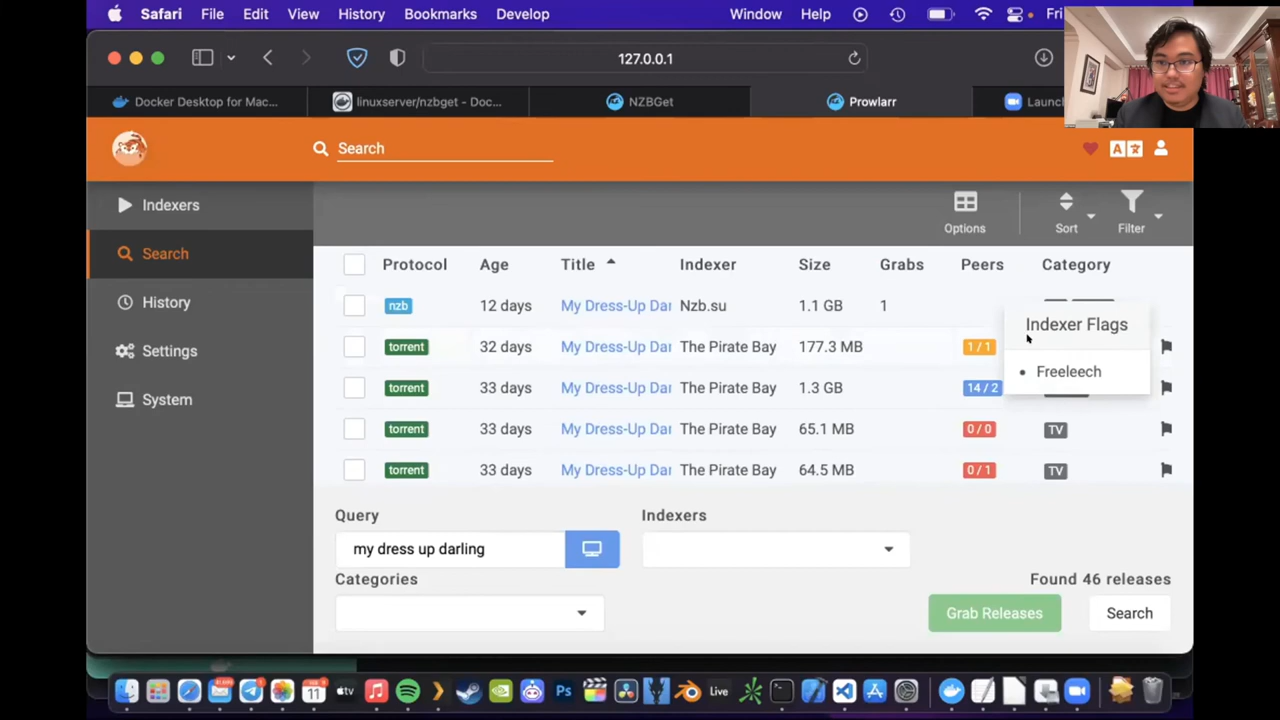 Safari File Edit View History Bookmarks Develop Window Help Fri
127.0.0.1
Docker Desktop for Mac... linuxserver/nzbget - Doc... NZBGet Prowlarr Launc
Search
Indexers
Search
History
Settings
System
Options Sort Filter
Protocol Age Title Indexer Size Grabs Peers Category
nzb 12 days My Dress-Up Dar Nzb.su 1.1 GB 1
torrent 32 days My Dress-Up Dar The Pirate Bay 177.3 MB 1 / 1
torrent 33 days My Dress-Up Dar The Pirate Bay 1.3 GB 14 / 2
torrent 33 days My Dress-Up Dar The Pirate Bay 65.1 MB 0 / 0 TV
torrent 33 days My Dress-Up Dar The Pirate Bay 64.5 MB 0 / 1 TV
Indexer Flags
Freeleech
Query Indexers
my dress up darling
Categories Found 46 releases
Grab Releases Search
11 Ps Live